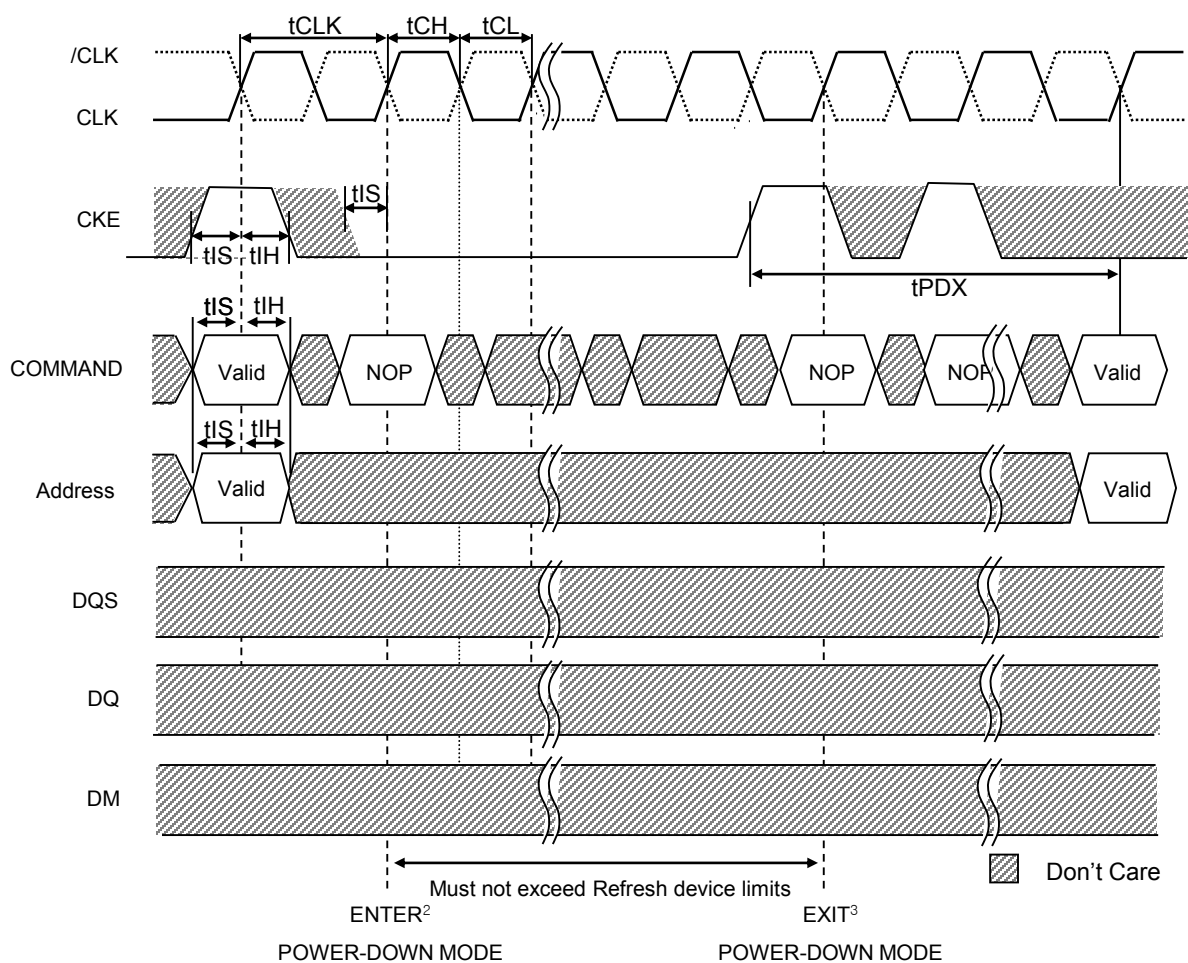 tCLK tCH tCL
/CLK
CLK
tIS
CKE
tIS tIH
tPDX
tIS tIH
COMMAND Valid NOP NOP NOP Valid
tIS tIH
Address Valid Valid
DQS
DQ
DM
Don't Care
Must not exceed Refresh device limits
ENTER² EXIT³
POWER-DOWN MODE POWER-DOWN MODE